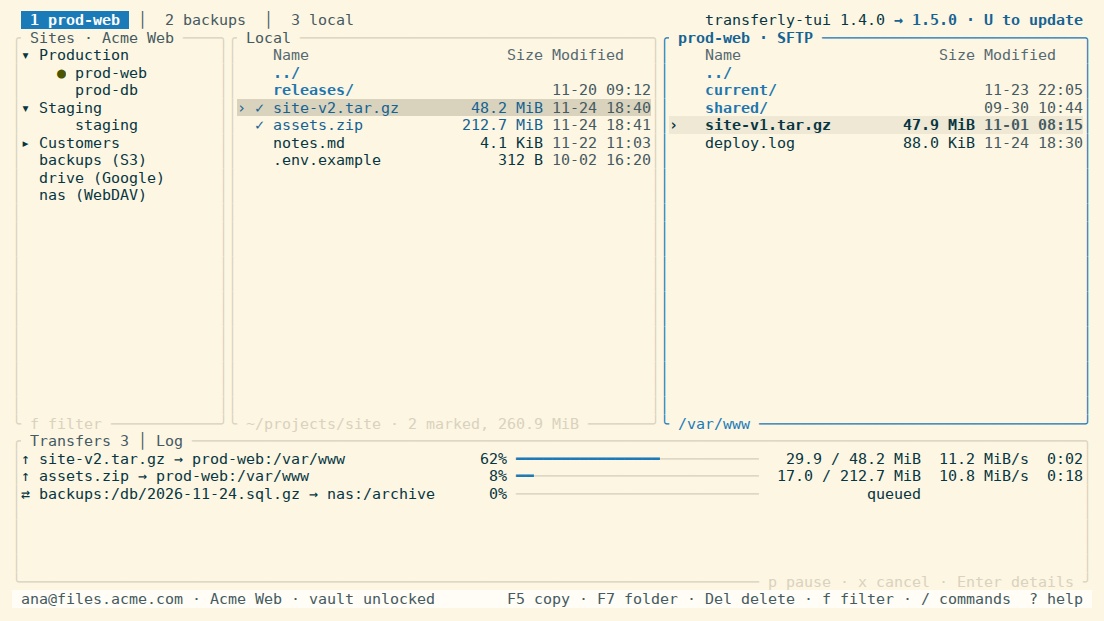 1 prod-web │ 2 backups │ 3 local transferly-tui 1.4.0 → 1.5.0 · U to update
Sites · Acme Web
▾ Production
● prod-web
prod-db
▾ Staging
staging
▸ Customers
backups (S3)
drive (Google)
nas (WebDAV)
f filter
Local
Name Size Modified
../
releases/ 11-20 09:12
› ✓ site-v2.tar.gz 48.2 MiB 11-24 18:40
✓ assets.zip 212.7 MiB 11-24 18:41
notes.md 4.1 KiB 11-22 11:03
.env.example 312 B 10-02 16:20
~/projects/site · 2 marked, 260.9 MiB
prod-web · SFTP
Name Size Modified
../
current/ 11-23 22:05
shared/ 09-30 10:44
› site-v1.tar.gz 47.9 MiB 11-01 08:15
deploy.log 88.0 KiB 11-24 18:30
/var/www
Transfers 3 │ Log
↑ site-v2.tar.gz → prod-web:/var/www 62% 29.9 / 48.2 MiB 11.2 MiB/s 0:02
↑ assets.zip → prod-web:/var/www 8% 17.0 / 212.7 MiB 10.8 MiB/s 0:18
⇄ backups:/db/2026-11-24.sql.gz → nas:/archive 0% queued
p pause · x cancel · Enter details
ana@files.acme.com · Acme Web · vault unlocked F5 copy · F7 folder · Del delete · f filter · / commands ? help